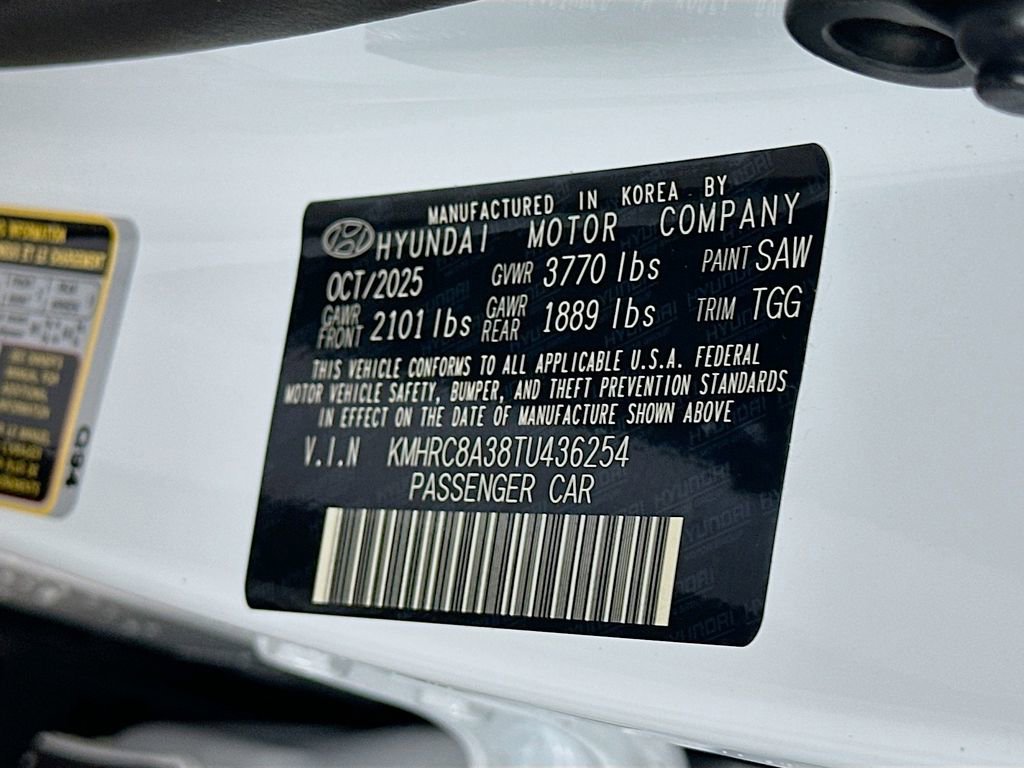 MANUFACTURED IN KOREA BY
HYUNDAI MOTOR COMPANY
OCT/2025 GVWR 3770 lbs PAINT SAW
GAWR FRONT 2101 lbs GAWR REAR 1889 lbs TRIM TGG
THIS VEHICLE CONFORMS TO ALL APPLICABLE U.S.A. FEDERAL
MOTOR VEHICLE SAFETY, BUMPER, AND THEFT PREVENTION STANDARDS
IN EFFECT ON THE DATE OF MANUFACTURE SHOWN ABOVE
V.I.N KMHRC8A38TU436254
PASSENGER CAR